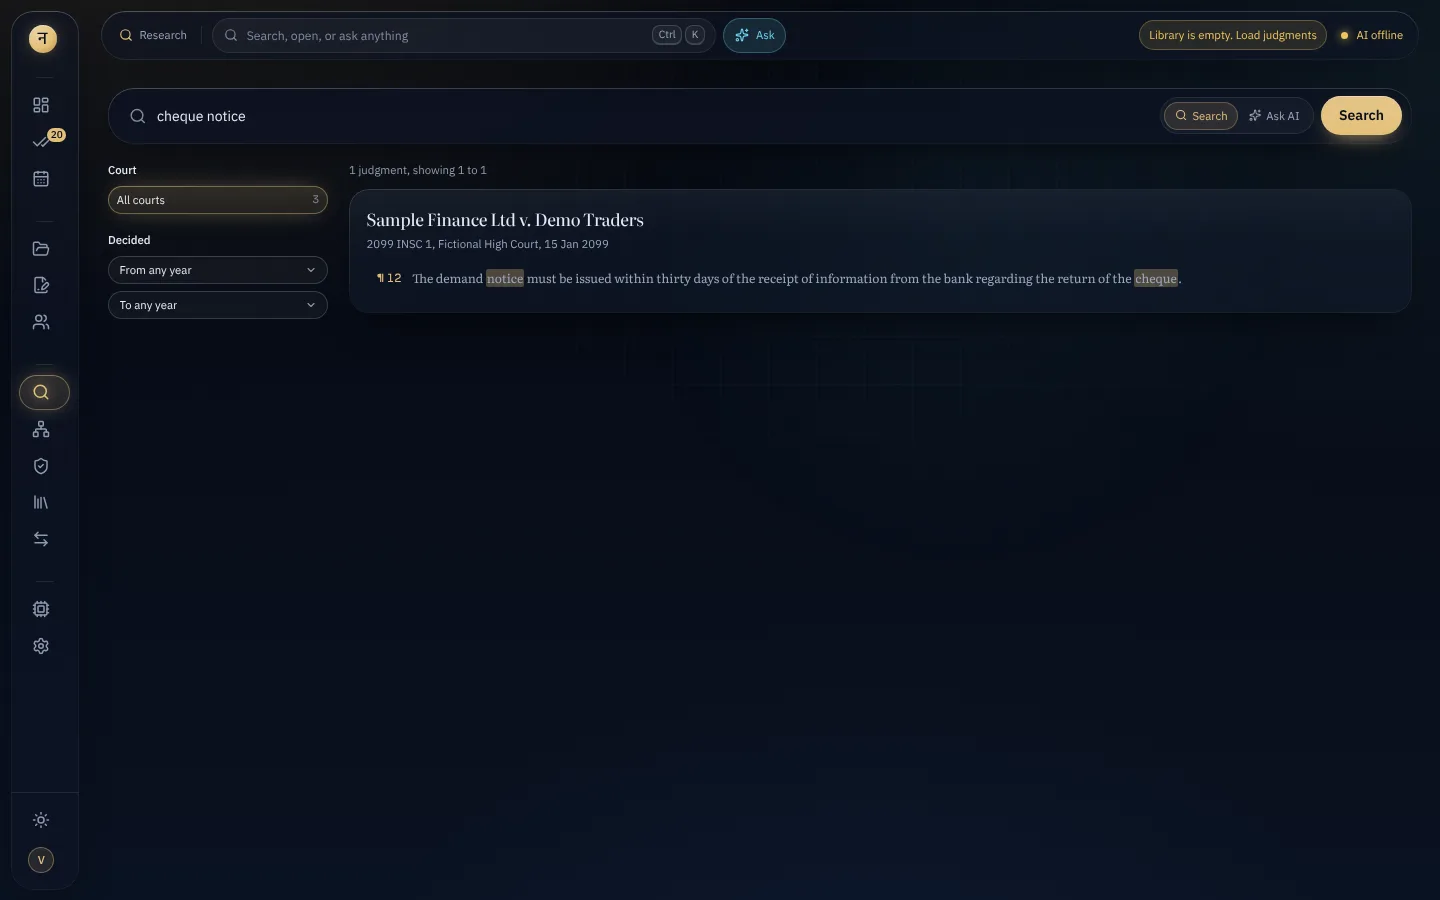 न
Research
Search, open, or ask anything
Ctrl K
Ask
Library is empty. Load judgments
AI offline
20
cheque notice
Search
Ask AI
Search
Court
All courts 3
Decided
From any year
To any year
1 judgment, showing 1 to 1
Sample Finance Ltd v. Demo Traders
2099 INSC 1, Fictional High Court, 15 Jan 2099
¶ 12 The demand notice must be issued within thirty days of the receipt of information from the bank regarding the return of the cheque.
V